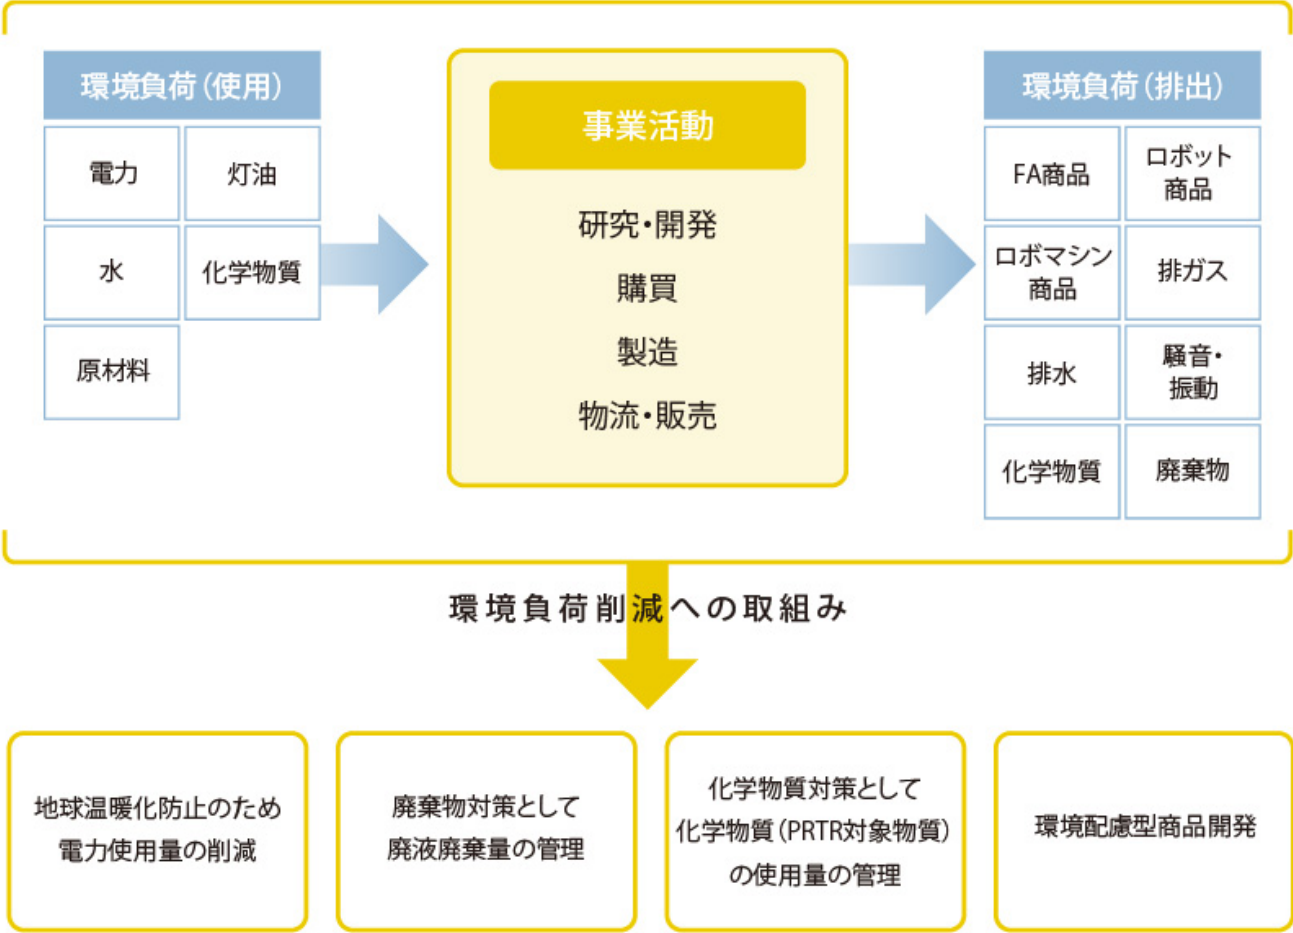 環境負荷（使用）
電力
灯油
水
化学物質
原材料
事業活動
研究・開発
購買
製造
物流・販売
環境負荷（排出）
FA商品
ロボット
商品
ロボマシン
商品
排ガス
排水
騒音・
振動
化学物質
廃棄物
環境負荷削減への取組み
地球温暖化防止のため
電力使用量の削減
廃棄物対策として
廃液廃棄量の管理
化学物質対策として
化学物質（PRTR対象物質）
の使用量の管理
環境配慮型商品開発